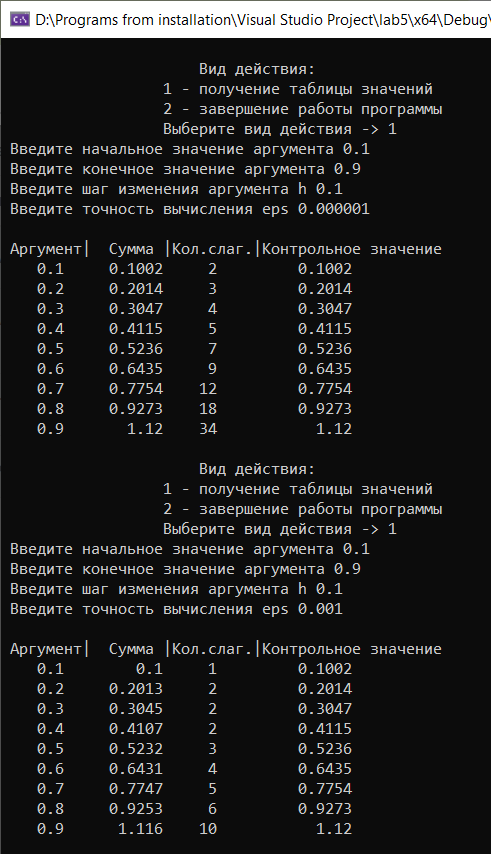 D:\Programs from installation\Visual Studio Project\lab5\x64\Debug\
Вид действия:
1 - получение таблицы значений
2 - завершение работы программы
Выберите вид действия -> 1
Введите начальное значение аргумента 0.1
Введите конечное значение аргумента 0.9
Введите шаг изменения аргумента h 0.1
Введите точность вычисления eps 0.000001
Аргумент|  Сумма |Кол.слаг.|Контрольное значение
0.1 0.1002 2 0.1002
0.2 0.2014 3 0.2014
0.3 0.3047 4 0.3047
0.4 0.4115 5 0.4115
0.5 0.5236 7 0.5236
0.6 0.6435 9 0.6435
0.7 0.7754 12 0.7754
0.8 0.9273 18 0.9273
0.9 1.12 34 1.12
Вид действия:
1 - получение таблицы значений
2 - завершение работы программы
Выберите вид действия -> 1
Введите начальное значение аргумента 0.1
Введите конечное значение аргумента 0.9
Введите шаг изменения аргумента h 0.1
Введите точность вычисления eps 0.001
Аргумент|  Сумма |Кол.слаг.|Контрольное значение
0.1 0.1 1 0.1002
0.2 0.2013 2 0.2014
0.3 0.3045 2 0.3047
0.4 0.4107 2 0.4115
0.5 0.5232 3 0.5236
0.6 0.6431 4 0.6435
0.7 0.7747 5 0.7754
0.8 0.9253 6 0.9273
0.9 1.116 10 1.12